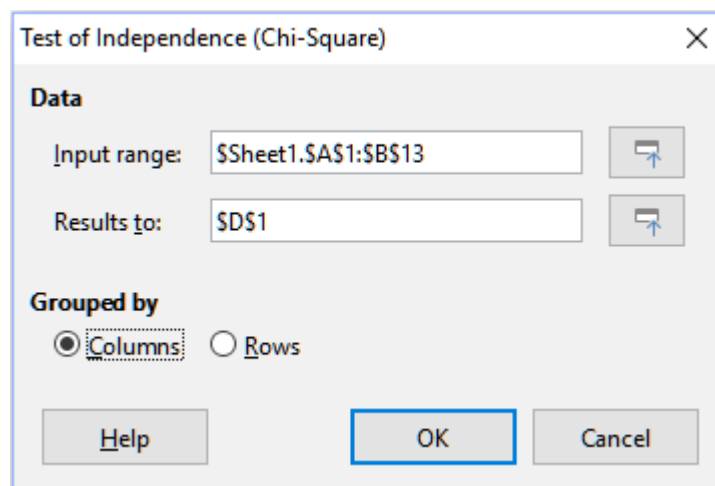 Test of Independence (Chi-Square)
Data
Input range: $Sheet1.$A$1:$B$13
Results to: $D$1
Grouped by
Columns Rows
Help OK Cancel